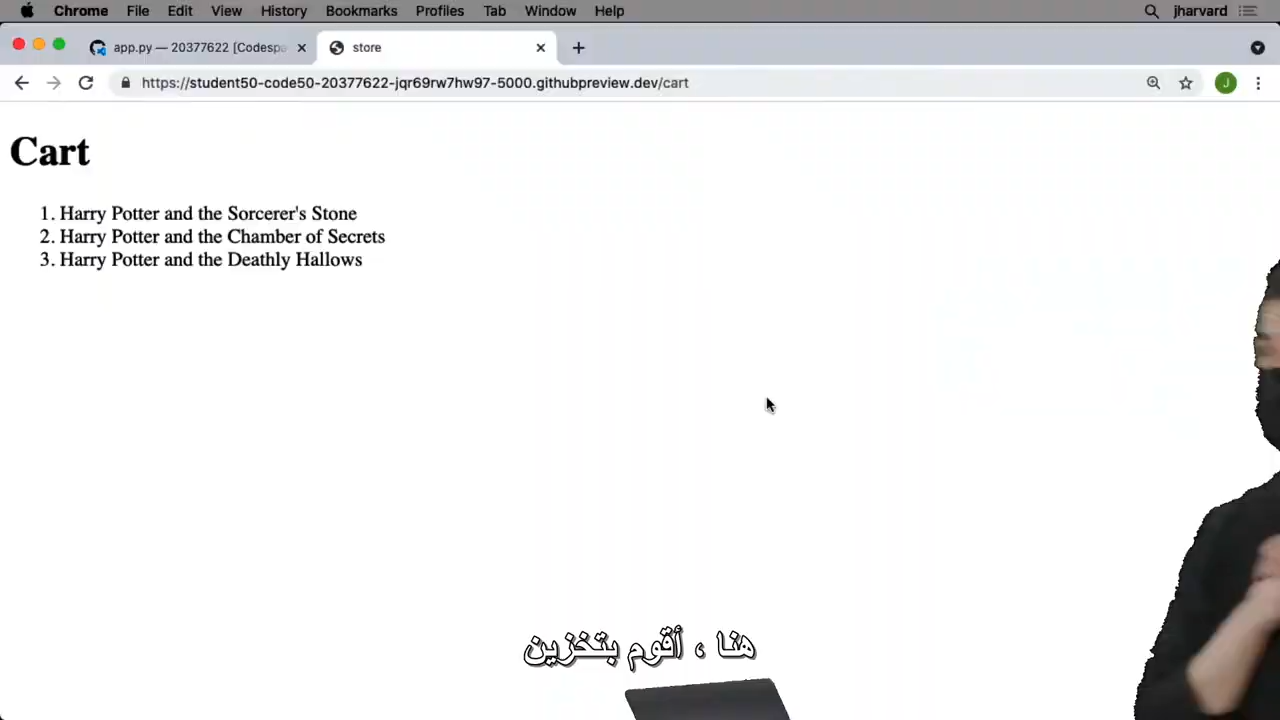 Chrome File Edit View History Bookmarks Profiles Tab Window Help jharvard
app.py — 20377622 [Codespa store
https://student50-code50-20377622-jqr69rw7hw97-5000.githubpreview.dev/cart J
Cart
1. Harry Potter and the Sorcerer's Stone
2. Harry Potter and the Chamber of Secrets
3. Harry Potter and the Deathly Hallows
هنا ، أقوم بتخزين